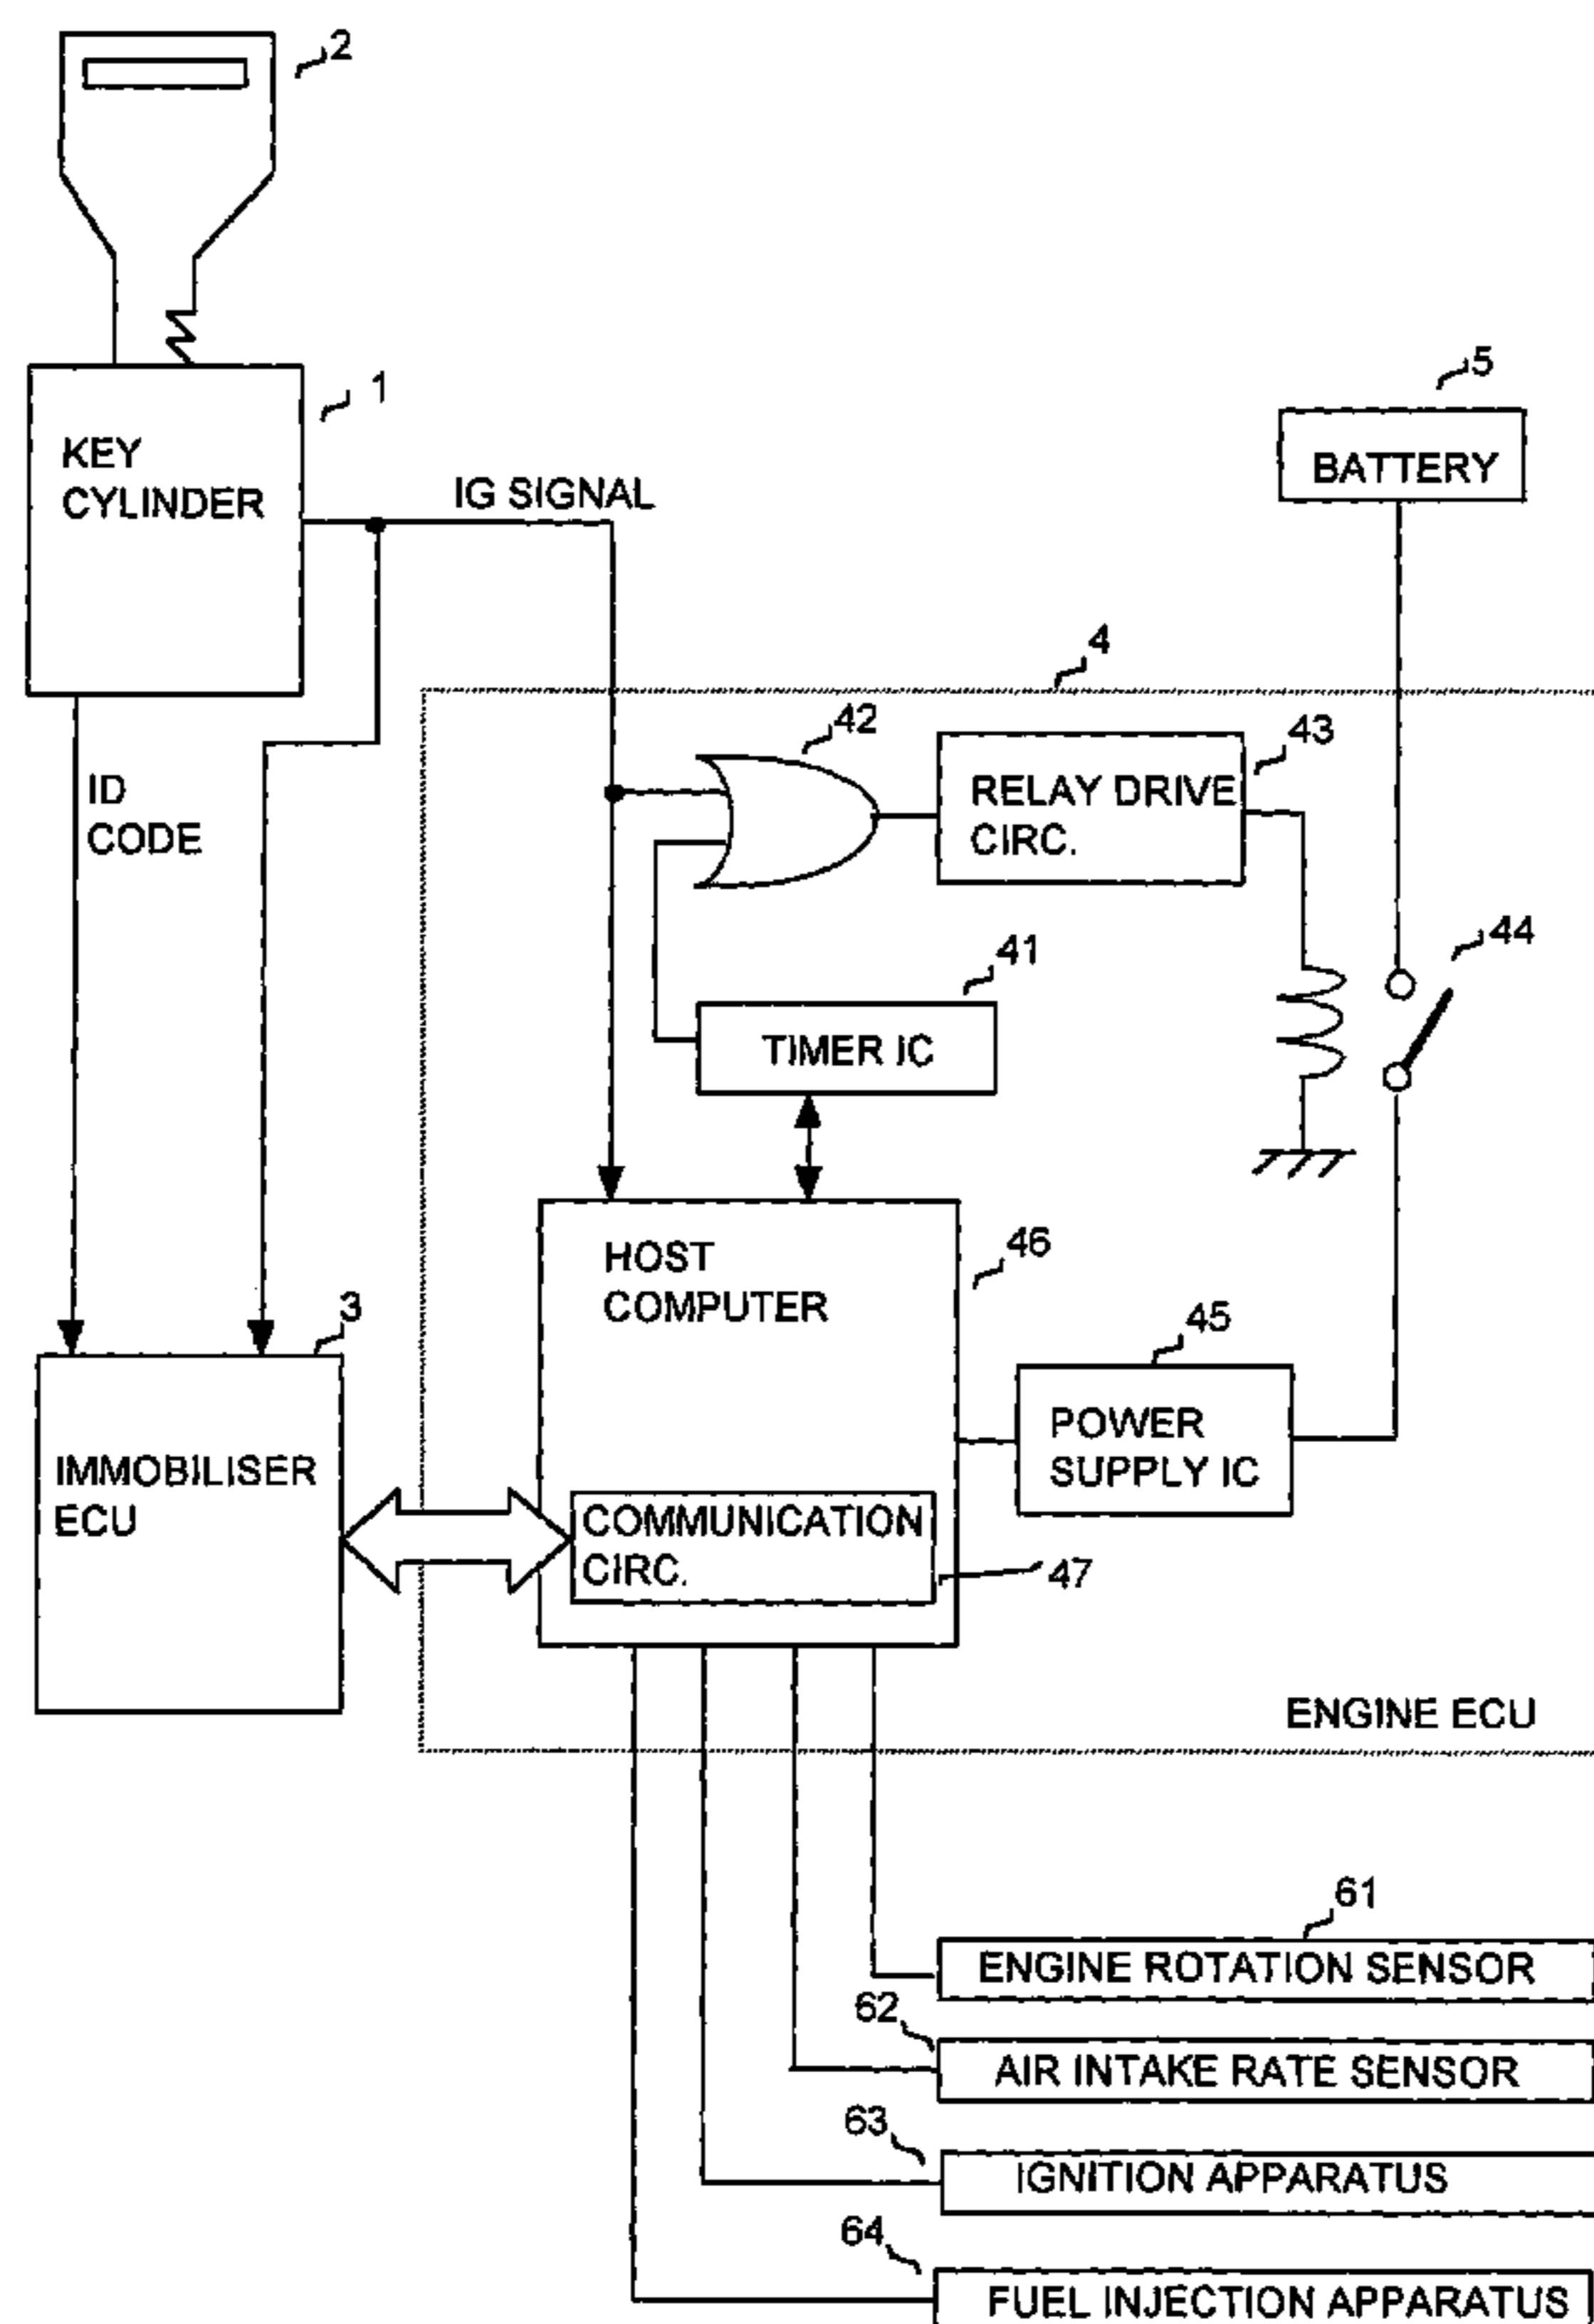 2
1
KEY
CYLINDER
IG SIGNAL
5
BATTERY
4
42
43
RELAY DRIVE
CIRC.
ID
CODE
44
41
TIMER IC
HOST
COMPUTER
46
3
45
IMMOBILISER
ECU
POWER
SUPPLY IC
COMMUNICATION
CIRC.
47
ENGINE ECU
61
ENGINE ROTATION SENSOR
62
AIR INTAKE RATE SENSOR
63
IGNITION APPARATUS
64
FUEL INJECTION APPARATUS